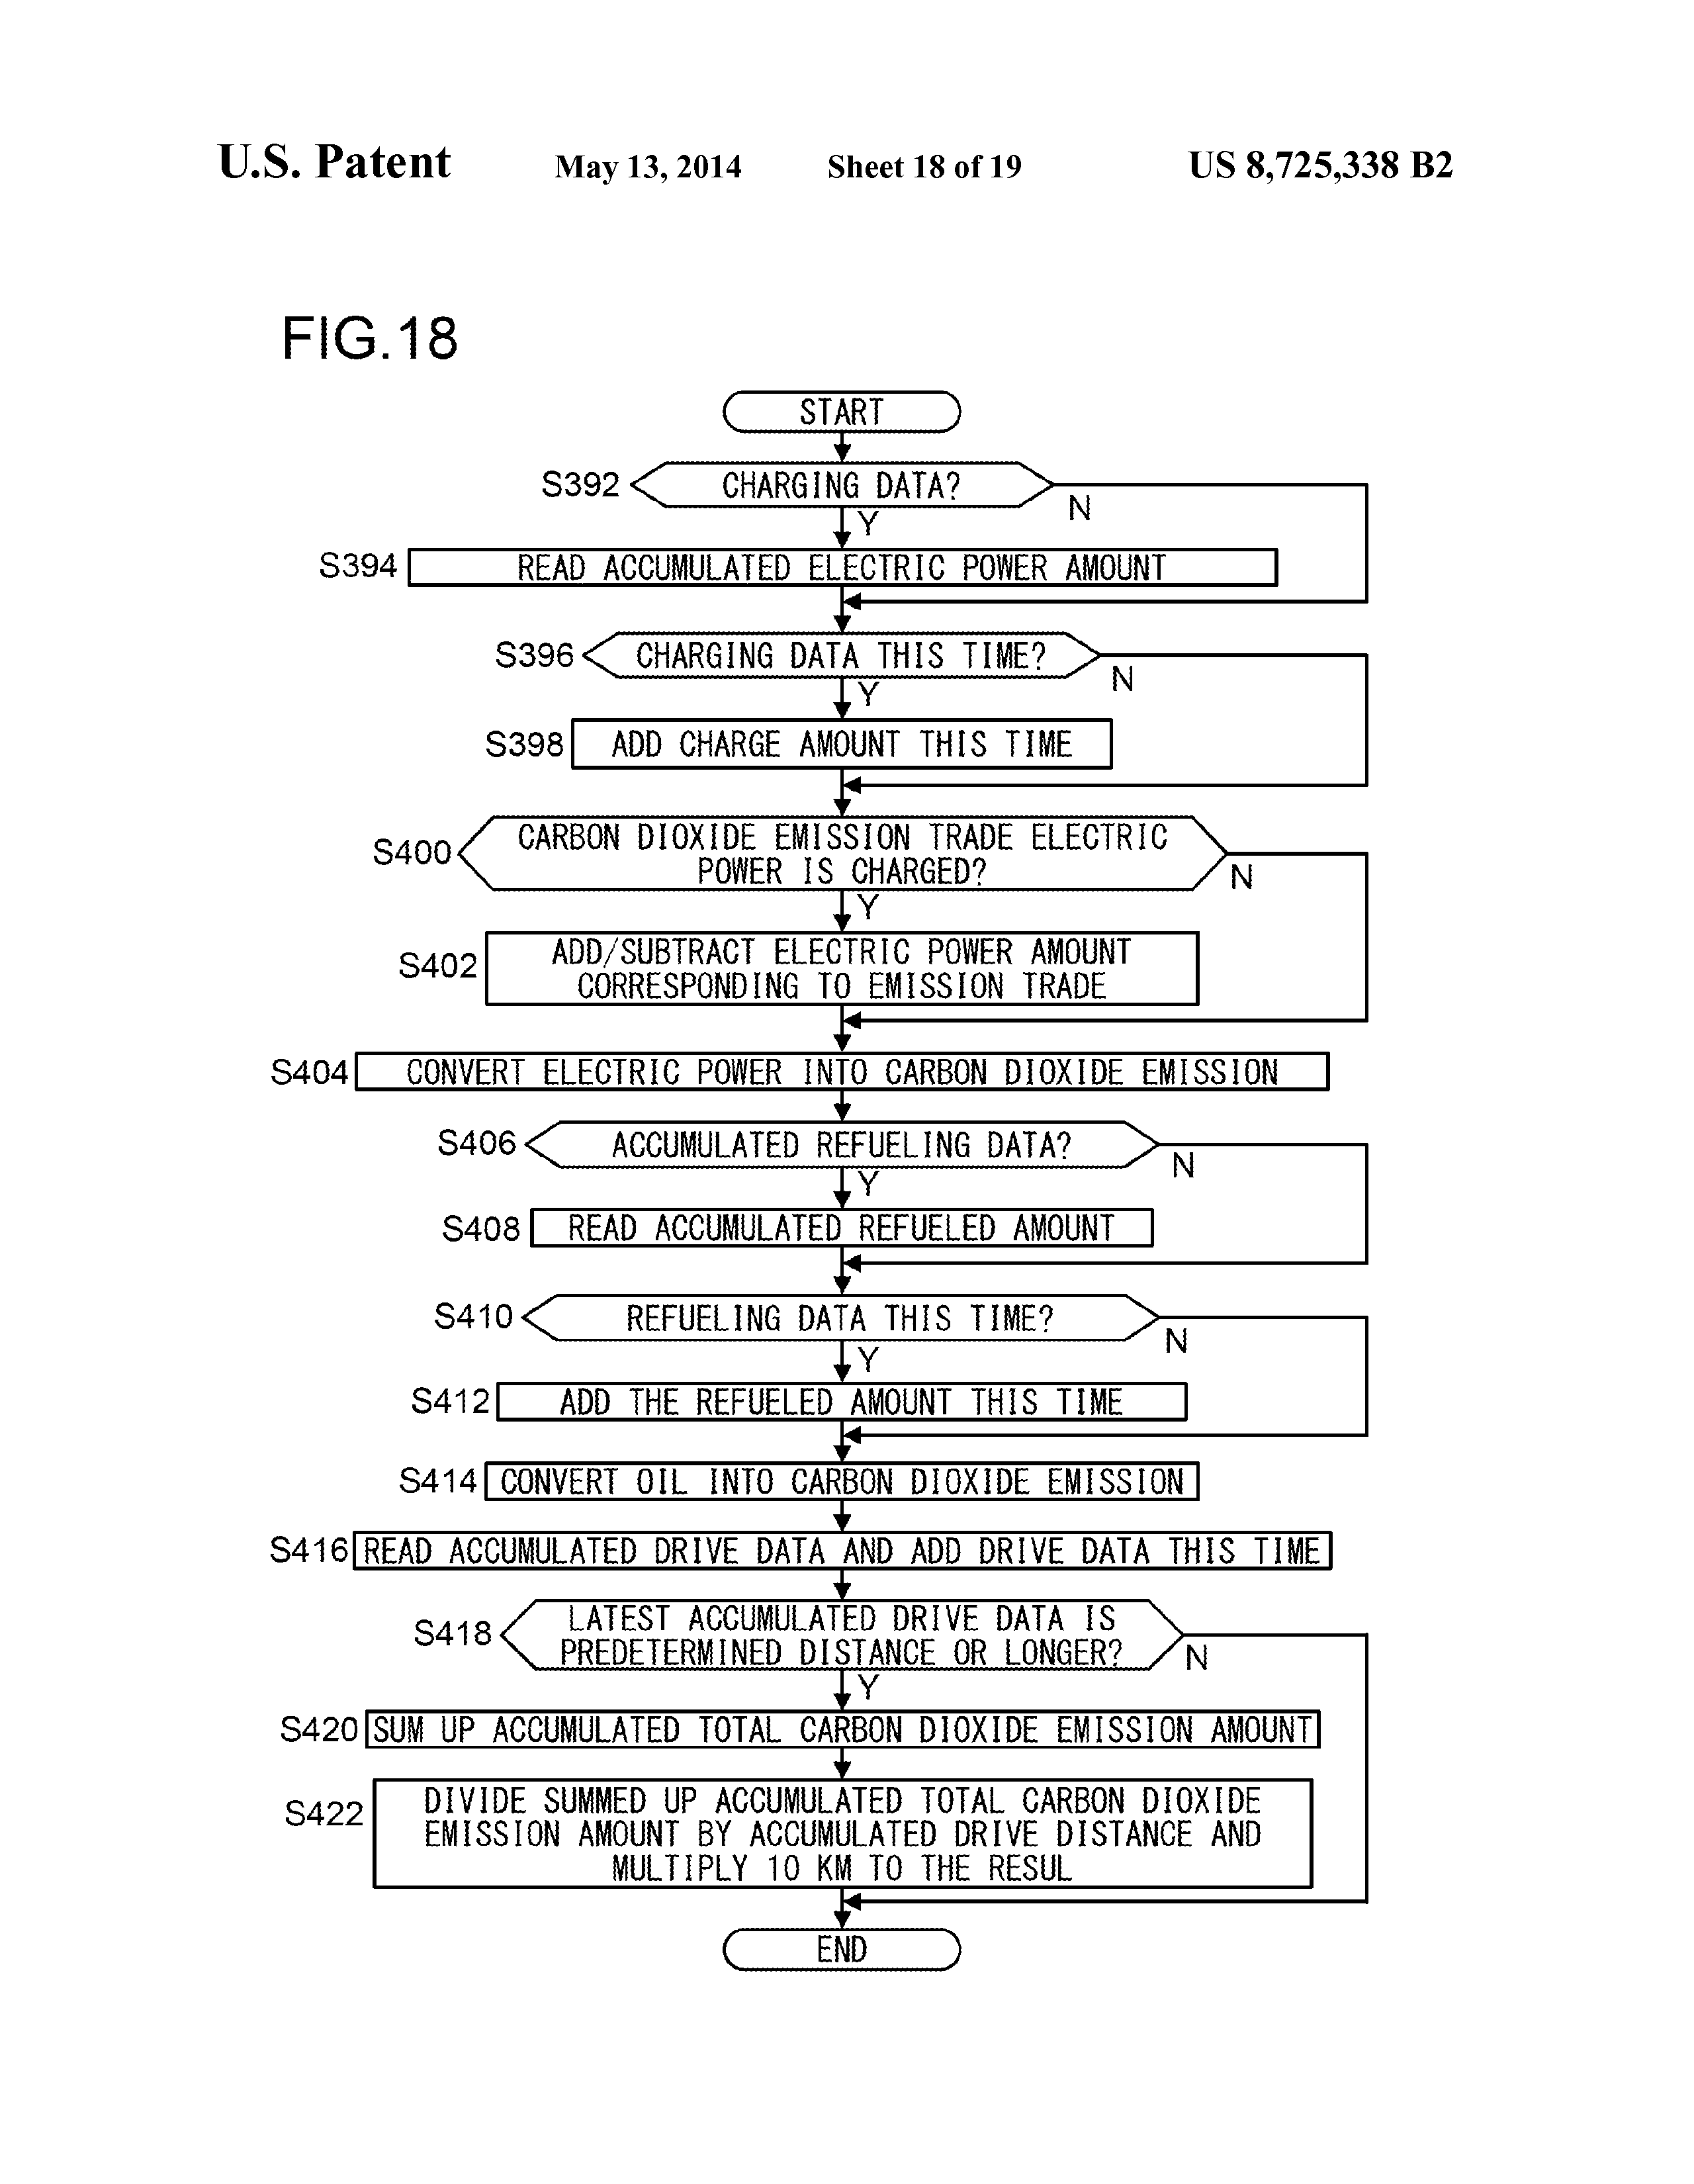 U.S. Patent May 13, 2014 Sheet 18 of 19 US 8,725,338 B2
FIG.18
START
S392 CHARGING DATA?
N
Y
S394 READ ACCUMULATED ELECTRIC POWER AMOUNT
S396 CHARGING DATA THIS TIME?
N
Y
S398 ADD CHARGE AMOUNT THIS TIME
S400 CARBON DIOXIDE EMISSION TRADE ELECTRIC
POWER IS CHARGED?
N
Y
S402 ADD/SUBTRACT ELECTRIC POWER AMOUNT
CORRESPONDING TO EMISSION TRADE
S404 CONVERT ELECTRIC POWER INTO CARBON DIOXIDE EMISSION
S406 ACCUMULATED REFUELING DATA?
N
Y
S408 READ ACCUMULATED REFUELED AMOUNT
S410 REFUELING DATA THIS TIME?
N
Y
S412 ADD THE REFUELED AMOUNT THIS TIME
S414 CONVERT OIL INTO CARBON DIOXIDE EMISSION
S416 READ ACCUMULATED DRIVE DATA AND ADD DRIVE DATA THIS TIME
S418 LATEST ACCUMULATED DRIVE DATA IS
PREDETERMINED DISTANCE OR LONGER?
N
Y
S420 SUM UP ACCUMULATED TOTAL CARBON DIOXIDE EMISSION AMOUNT
S422 DIVIDE SUMMED UP ACCUMULATED TOTAL CARBON DIOXIDE
EMISSION AMOUNT BY ACCUMULATED DRIVE DISTANCE AND
MULTIPLY 10 KM TO THE RESUL
END